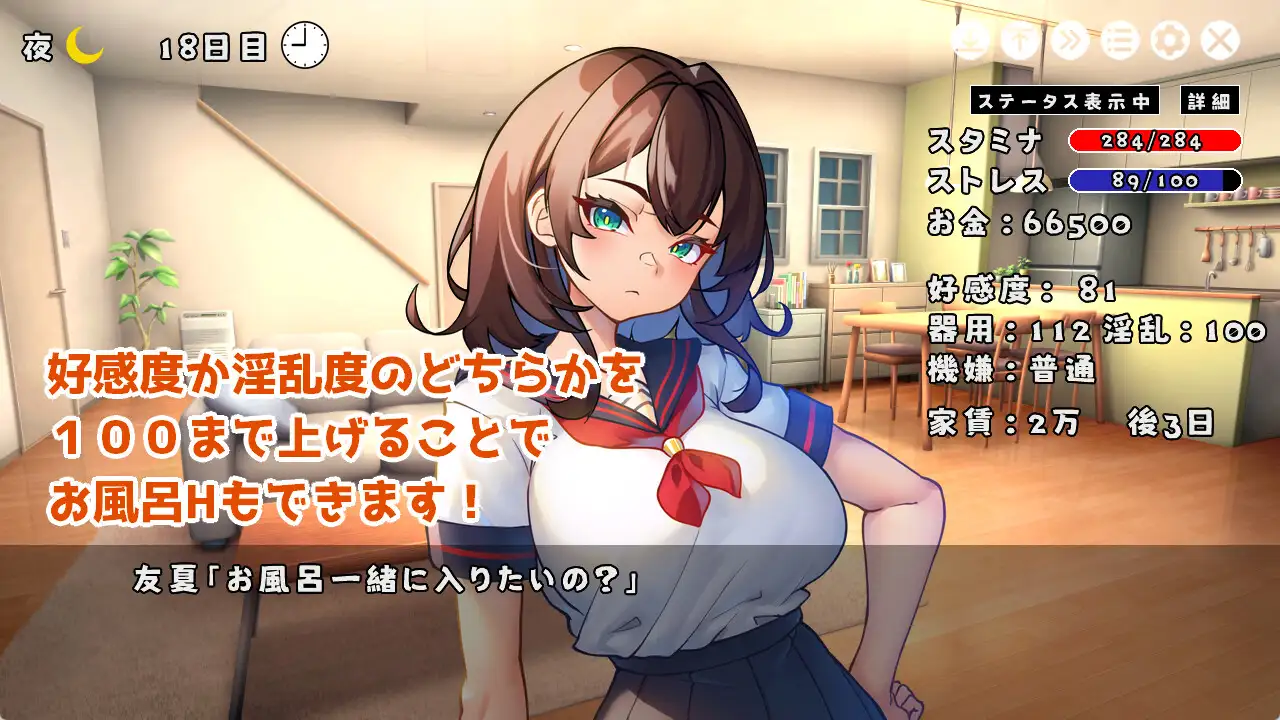 夜
18日目
ステータス表示中 詳細
スタミナ 284/284
ストレス 89/100
お金：66500
好感度： 81
器用：112 淫乱：100
機嫌：普通
家賃：2万 後3日
好感度か淫乱度のどちらかを
１００まで上げることで
お風呂Hもできます！
友夏「お風呂一緒に入りたいの？」